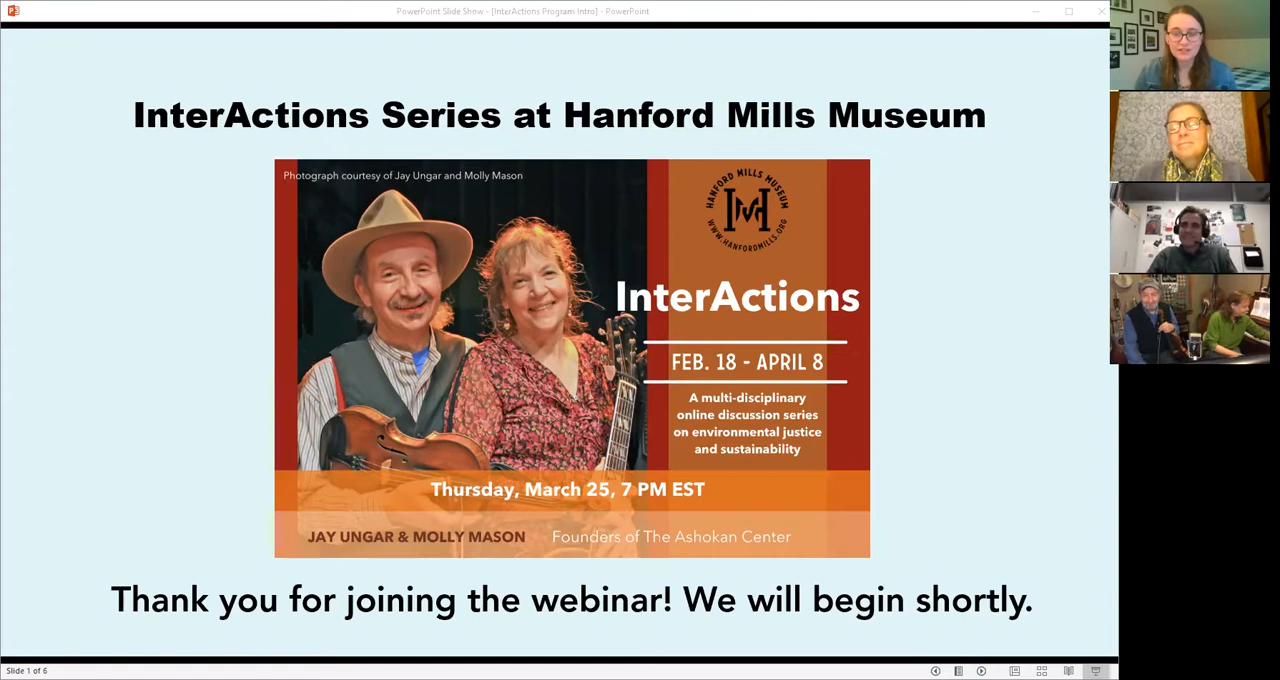 PowerPoint Slide Show - [InterActions Program Intro] - PowerPoint
InterActions Series at Hanford Mills Museum
Photograph courtesy of Jay Ungar and Molly Mason
HANFORD MILLS MUSEUM
HM
WWW.HANFORDMILLS.ORG
InterActions
FEB. 18 - APRIL 8
A multi-disciplinary
online discussion series
on environmental justice
and sustainability
Thursday, March 25, 7 PM EST
JAY UNGAR & MOLLY MASON Founders of The Ashokan Center
Thank you for joining the webinar! We will begin shortly.
Slide 1 of 6